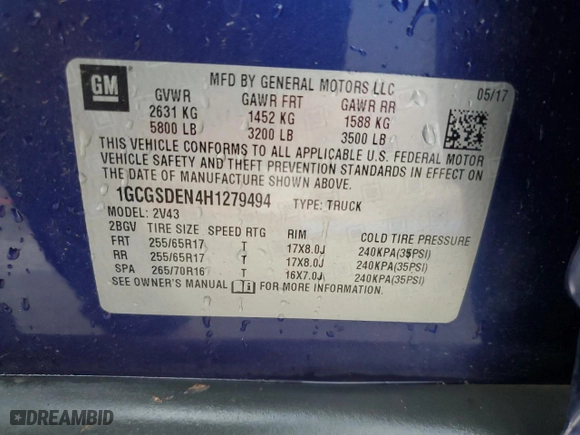 GM
MFD BY GENERAL MOTORS LLC
05/17
GVWR GAWR FRT GAWR RR
2631 KG 1452 KG 1588 KG
5800 LB 3200 LB 3500 LB
THIS VEHICLE CONFORMS TO ALL APPLICABLE U.S. FEDERAL MOTOR
VEHICLE SAFETY AND THEFT PREVENTION STANDARDS IN EFFECT ON
THE DATE OF MANUFACTURE SHOWN ABOVE.
1GCGSDEN4H1279494 TYPE: TRUCK
MODEL: 2V43
2BGV TIRE SIZE SPEED RTG RIM COLD TIRE PRESSURE
FRT 255/65R17 T 17X8.0J 240KPA(35PSI)
RR 255/65R17 T 17X8.0J 240KPA(35PSI)
SPA 265/70R16 T 16X7.0J 240KPA(35PSI)
SEE OWNER'S MANUAL FOR MORE INFORMATION
DREAMBID